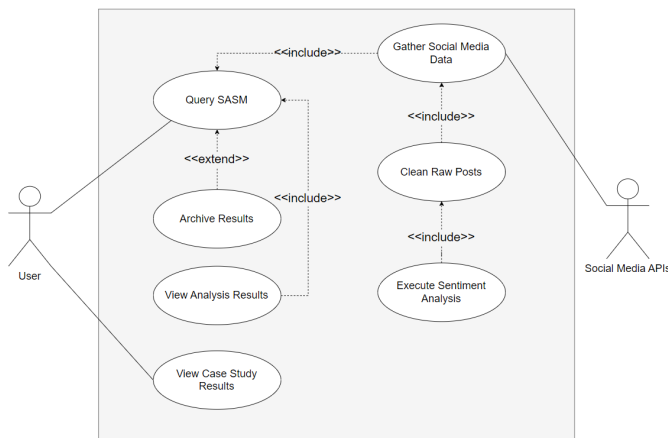 <<include>>
Gather Social Media
Data
Query SASM
<<include>>
<<extend>>
Clean Raw Posts
<<include>>
Archive Results
<<include>>
User
Social Media APIs
View Analysis Results
Execute Sentiment
Analysis
View Case Study
Results